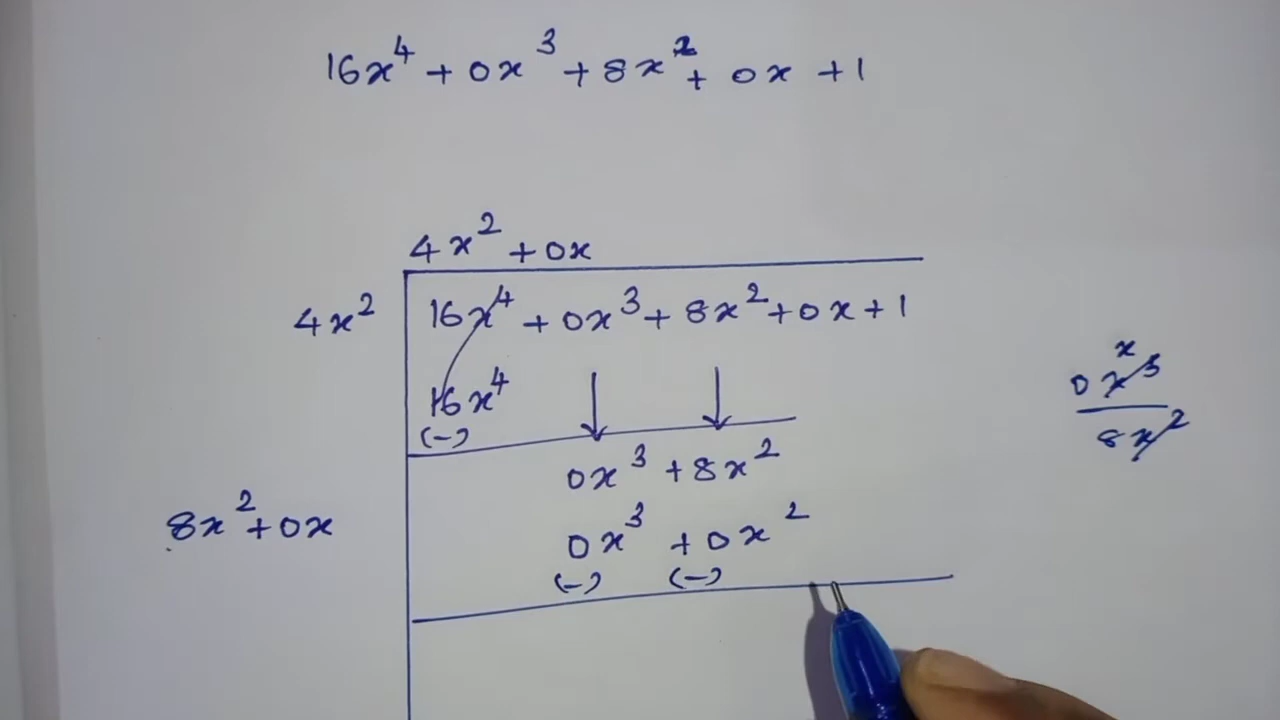 16x⁴ + 0x³ + 8x² + 0x + 1
4x² + 0x
4x² 16x⁴ + 0x³ + 8x² + 0x + 1
16x⁴
(-)
0x³ + 8x²
8x² + 0x 0x³ + 0x²
(-) (-)
x
0x³
8x²